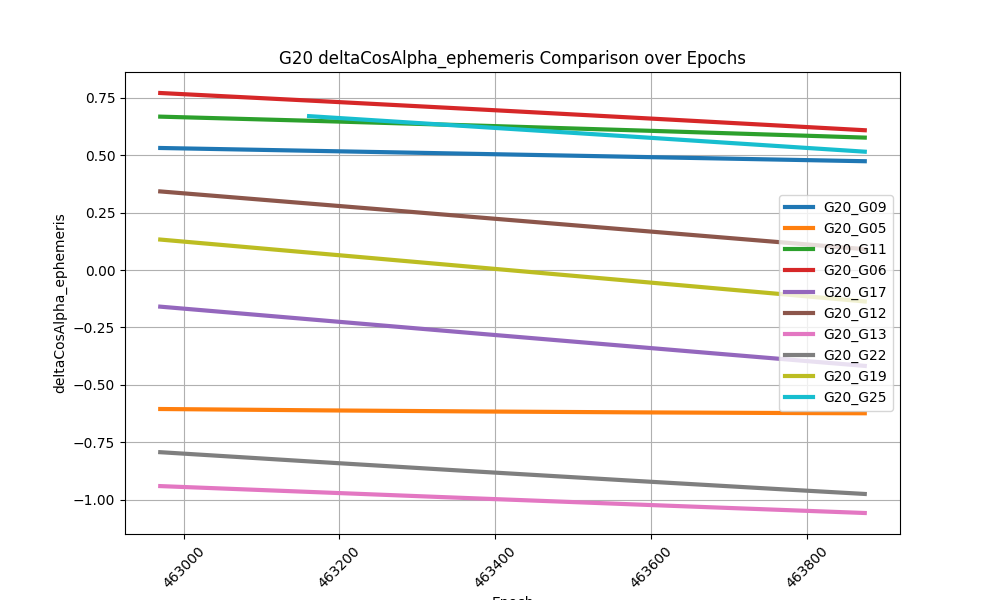 G20 deltaCosAlpha_ephemeris Comparison over Epochs
deltaCosAlpha_ephemeris
0.75
0.50
0.25
0.00
−0.25
−0.50
−0.75
−1.00
G20_G09
G20_G05
G20_G11
G20_G06
G20_G17
G20_G12
G20_G13
G20_G22
G20_G19
G20_G25
463000
463200
463400
463600
463800
Epoch